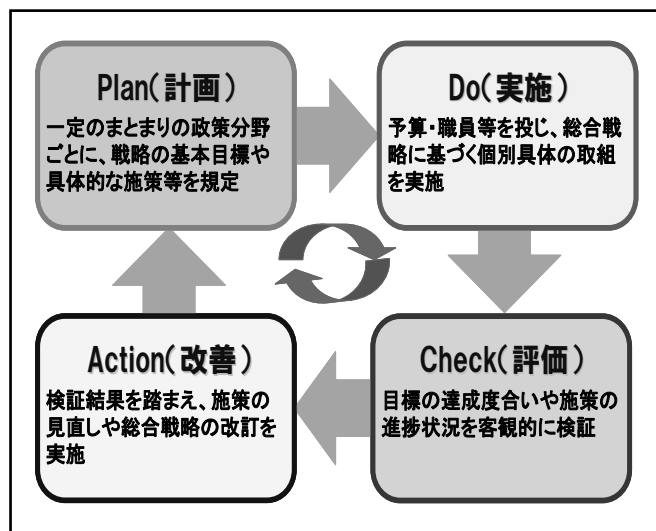 Plan(計画)
一定のまとまりの政策分野
ごとに、戦略の基本目標や
具体的な施策等を規定
Do(実施)
予算・職員等を投じ、総合戦
略に基づく個別具体の取組
を実施
Action(改善)
検証結果を踏まえ、施策の
見直しや総合戦略の改訂を
実施
Check(評価)
目標の達成度合いや施策の
進捗状況を客観的に検証